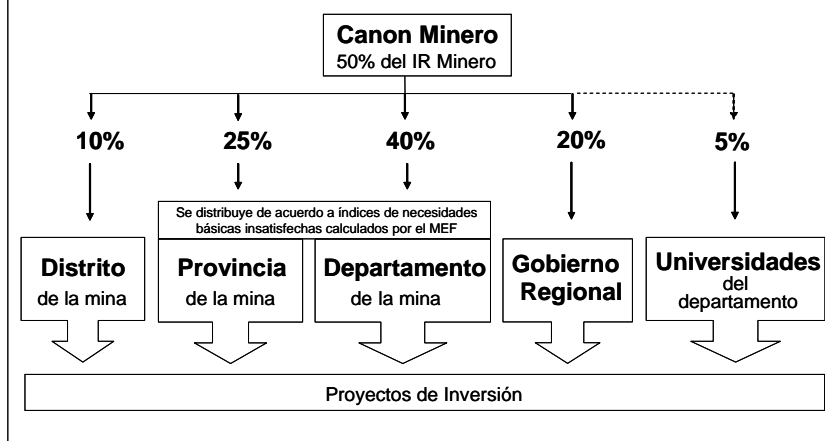 Canon Minero
50% del IR Minero
10%
25%
40%
20%
5%
Se distribuye de acuerdo a índices de necesidades
básicas insatisfechas calculados por el MEF
Distrito
de la mina
Provincia
de la mina
Departamento
de la mina
Gobierno
Regional
Universidades
del
departamento
Proyectos de Inversión